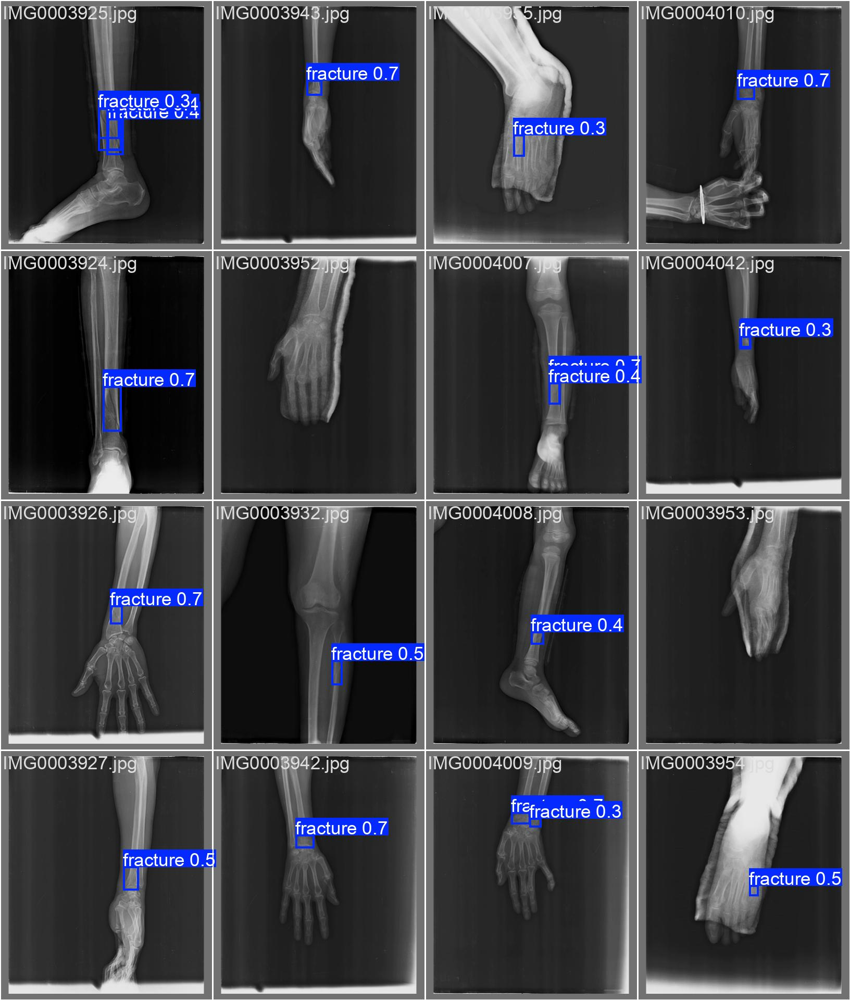 IMG0003925.jpg
fracture 0.3
4
fracture 0.4
IMG0003943.jpg
fracture 0.7
IMG0003955.jpg
fracture 0.3
IMG0004010.jpg
fracture 0.7
IMG0003924.jpg
fracture 0.7
IMG0003952.jpg
IMG0004007.jpg
fracture 0.7
fracture 0.4
IMG0004042.jpg
fracture 0.3
IMG0003926.jpg
fracture 0.7
IMG0003932.jpg
fracture 0.5
IMG0004008.jpg
fracture 0.4
IMG0003953.jpg
IMG0003927.jpg
fracture 0.5
IMG0003942.jpg
fracture 0.7
IMG0004009.jpg
fra
0.7
fracture 0.3
IMG0003954.jpg
fracture 0.5